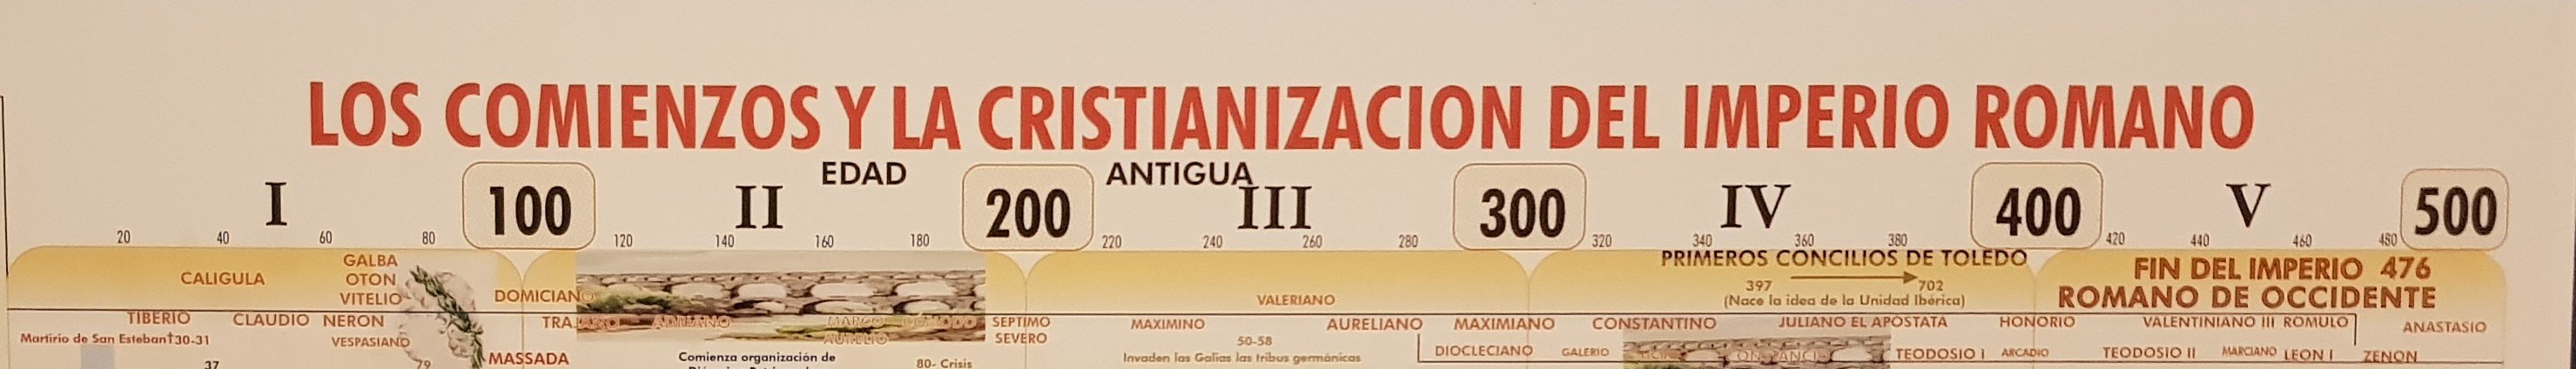 LOS COMIENZOS Y LA CRISTIANIZACION DEL IMPERIO ROMANO
EDAD ANTIGUA
I 100 II 200 III 300 IV 400 V 500
20 40 60 80 120 140 160 180 220 240 260 280 320 340 360 380 420 440 460 480
PRIMEROS CONCILIOS DE TOLEDO
397 702
(Nace la idea de la Unidad Ibérica)
FIN DEL IMPERIO 476
ROMANO DE OCCIDENTE
GALBA
CALIGULA OTON
VITELIO DOMICIANO VALERIANO
TIBERIO CLAUDIO NERON TRAJANO ADRIANO MARCO COMODO SEPTIMO MAXIMINO AURELIANO MAXIMIANO CONSTANTINO JULIANO EL APOSTATA HONORIO VALENTINIANO III ROMULO ANASTASIO
Martirio de San Esteban†30-31 VESPASIANO AURELIO SEVERO 50-58
DIOCLECIANO GALERIO CONSTANCIO TEODOSIO I ARCADIO TEODOSIO II MARCIANO LEON I ZENON
37 79 MASSADA Comienza organización de 80- Crisis Invaden las Galias las tribus germánicas